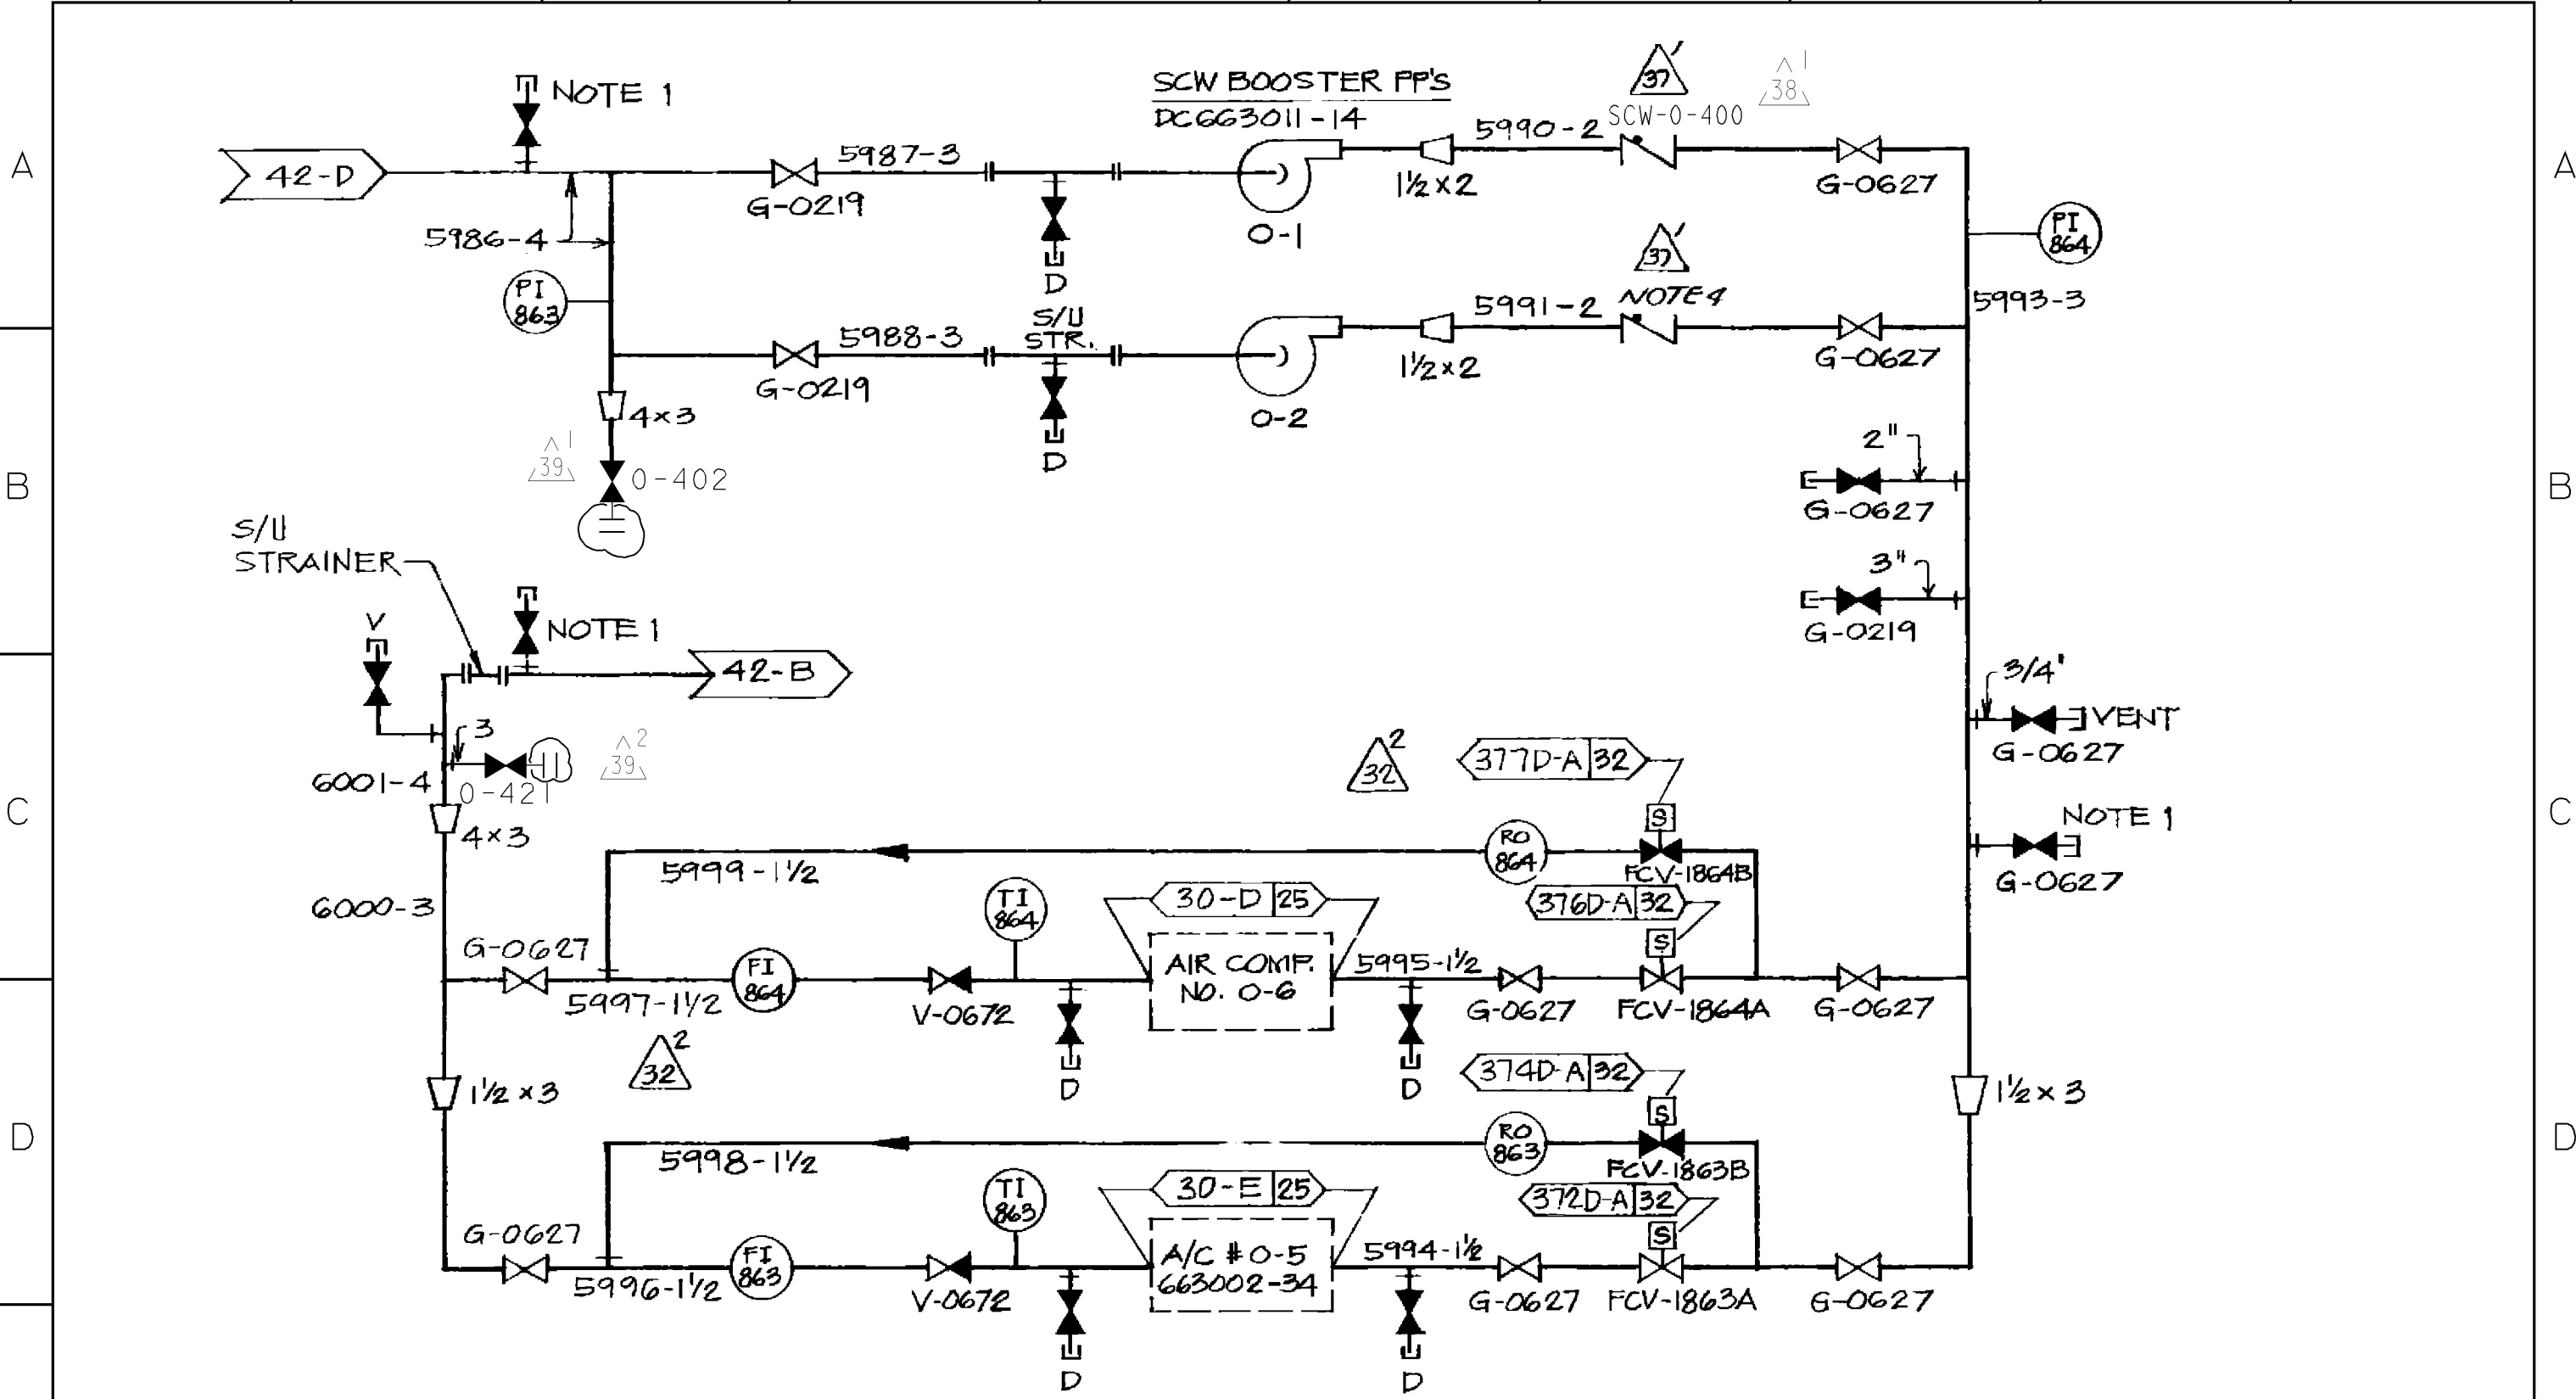 SCW BOOSTER PP'S
DC663011-14
37
SCW-0-400
1
38
NOTE 1
A
42-D
5987-3
G-0219
5990-2
1½x2
G-0627
A
5986-4
D
0-1
PI
864
PI
863
37
NOTE 4
5993-3
S/U
STR.
5988-3
G-0219
5991-2
1½x2
G-0627
0-2
4x3
D
1
39
0-402
B
2"
G-0627
B
S/U
STRAINER
3"
G-0219
V
NOTE 1
42-B
3/4'
VENT
G-0627
3
2
39
6001-4
0-421
4x3
C
2
32
377D-A 32
S
NOTE 1
G-0627
C
RO
864
FCV-1864B
5999-1½
6000-3
TI
864
30-D 25
376D-A 32
S
G-0627
5997-1½
FI
864
V-0672
AIR COMP.
NO. 0-6
5995-1½
G-0627
FCV-1864A
G-0627
D
D
2
32
1½x3
374D-A 32
S
1½x3
D
D
RO
863
FCV-1863B
5998-1½
TI
863
30-E 25
372D-A 32
S
G-0627
5996-1½
FI
863
V-0672
A/C #0-5
663002-34
5994-1½
G-0627
FCV-1863A
G-0627
D
D